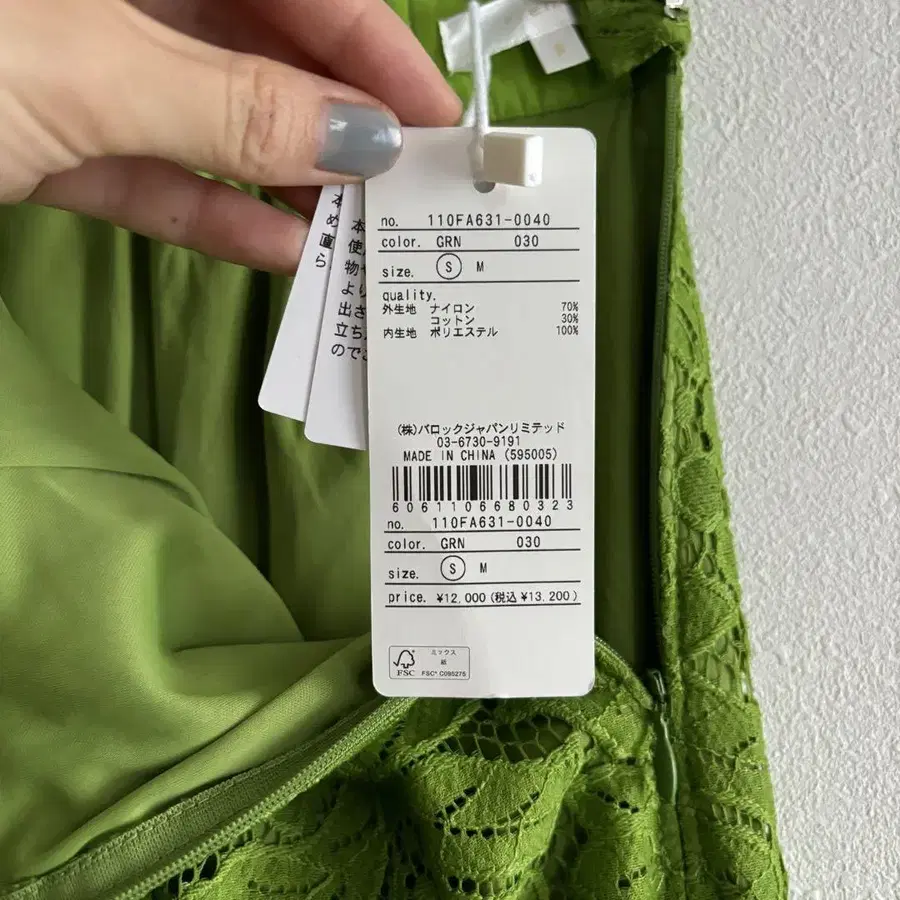 no. 110FA631-0040
color. GRN 030
size. S M
quality.
外生地 ナイロン 70%
コットン 30%
内生地 ポリエステル 100%
(株)バロックジャパンリミテッド
03-6730-9191
MADE IN CHINA (595005)
6061106680323
no. 110FA631-0040
color. GRN 030
size. S M
price. ¥12,000(税込¥13,200)
ミックス
紙
FSC
FSC® C095275
め
直
ら
本
使
物
より
出さ
立ち
ので